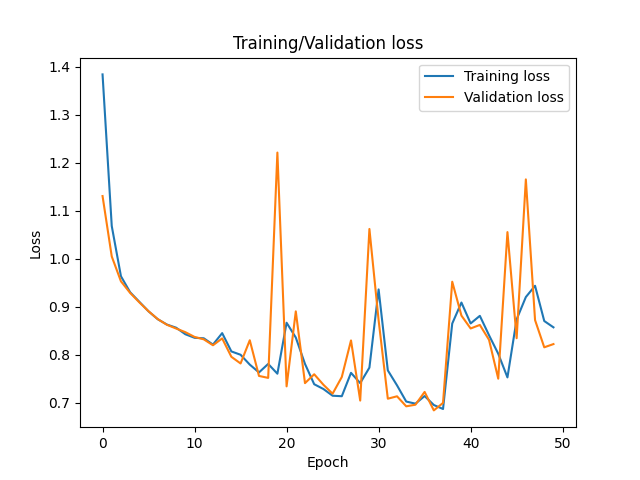 Training/Validation loss
Training loss
Validation loss
1.4
1.3
1.2
1.1
1.0
0.9
0.8
0.7
Loss
0 10 20 30 40 50
Epoch